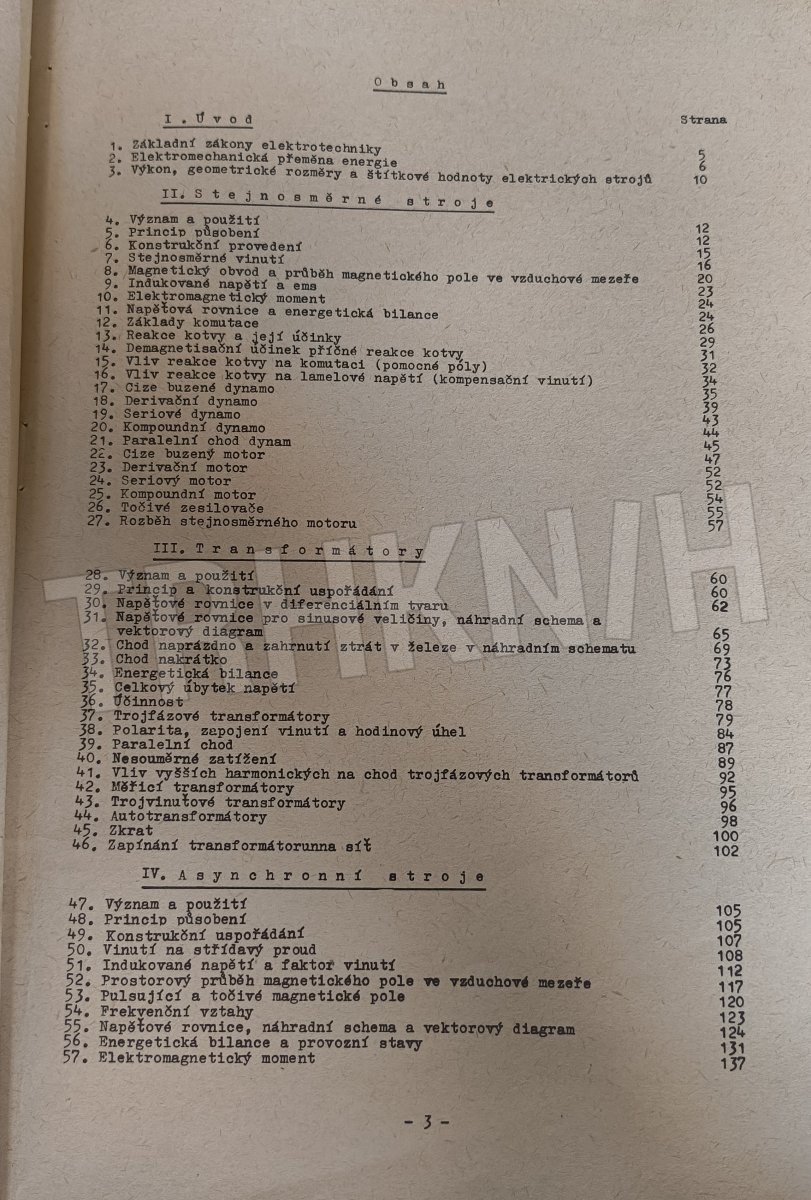 O b s a h
I. Ú v o d Strana
1. Základní zákony elektrotechniky 5
2. Elektromechanická přeměna energie 6
3. Výkon, geometrické rozměry a štítkové hodnoty elektrických strojů 10
II. S t e j n o s m ě r n é s t r o j e
4. Význam a použití 12
5. Princip působení 12
6. Konstrukční provedení 15
7. Stejnosměrné vinutí 16
8. Magnetický obvod a průběh magnetického pole ve vzduchové mezeře 20
9. Indukované napětí a ems 23
10. Elektromagnetický moment 24
11. Napěťová rovnice a energetická bilance 24
12. Základy komutace 26
13. Reakce kotvy a její účinky 29
14. Demagnetisační účinek příčné reakce kotvy 31
15. Vliv reakce kotvy na komutaci (pomocné póly) 32
16. Vliv reakce kotvy na lamelové napětí (kompensační vinutí) 34
17. Cize buzené dynamo 35
18. Derivační dynamo 39
19. Seriové dynamo 43
20. Kompoundní dynamo 44
21. Paralelní chod dynam 45
22. Cize buzený motor 47
23. Derivační motor 52
24. Seriový motor 52
25. Kompoundní motor 54
26. Točivé zesilovače 55
27. Rozběh stejnosměrného motoru 57
III. T r a n s f o r m á t o r y
28. Význam a použití 60
29. Princip a konstrukční uspořádání 60
30. Napěťové rovnice v diferenciálním tvaru 62
31. Napěťové rovnice pro sinusové veličiny, náhradní schema a
vektorový diagram 65
32. Chod naprázdno a zahrnutí ztrát v železe v náhradním schematu 69
33. Chod nakrátko 73
34. Energetická bilance 76
35. Celkový úbytek napětí 77
36. Účinnost 78
37. Trojfázové transformátory 79
38. Polarita, zapojení vinutí a hodinový úhel 84
39. Paralelní chod 87
40. Nesouměrné zatížení 89
41. Vliv vyšších harmonických na chod trojfázových transformátorů 92
42. Měřicí transformátory 95
43. Trojvinuťové transformátory 96
44. Autotransformátory 98
45. Zkrat 100
46. Zapínání transformátorunna síť 102
IV. A s y n c h r o n n í s t r o j e
47. Význam a použití 105
48. Princip působení 105
49. Konstrukční uspořádání 107
50. Vinutí na střídavý proud 108
51. Indukované napětí a faktor vinutí 112
52. Prostorový průběh magnetického pole ve vzduchové mezeře 117
53. Pulsující a točivé magnetické pole 120
54. Frekvenční vztahy 123
55. Napěťové rovnice, náhradní schema a vektorový diagram 124
56. Energetická bilance a provozní stavy 131
57. Elektromagnetický moment 137
- 3 -